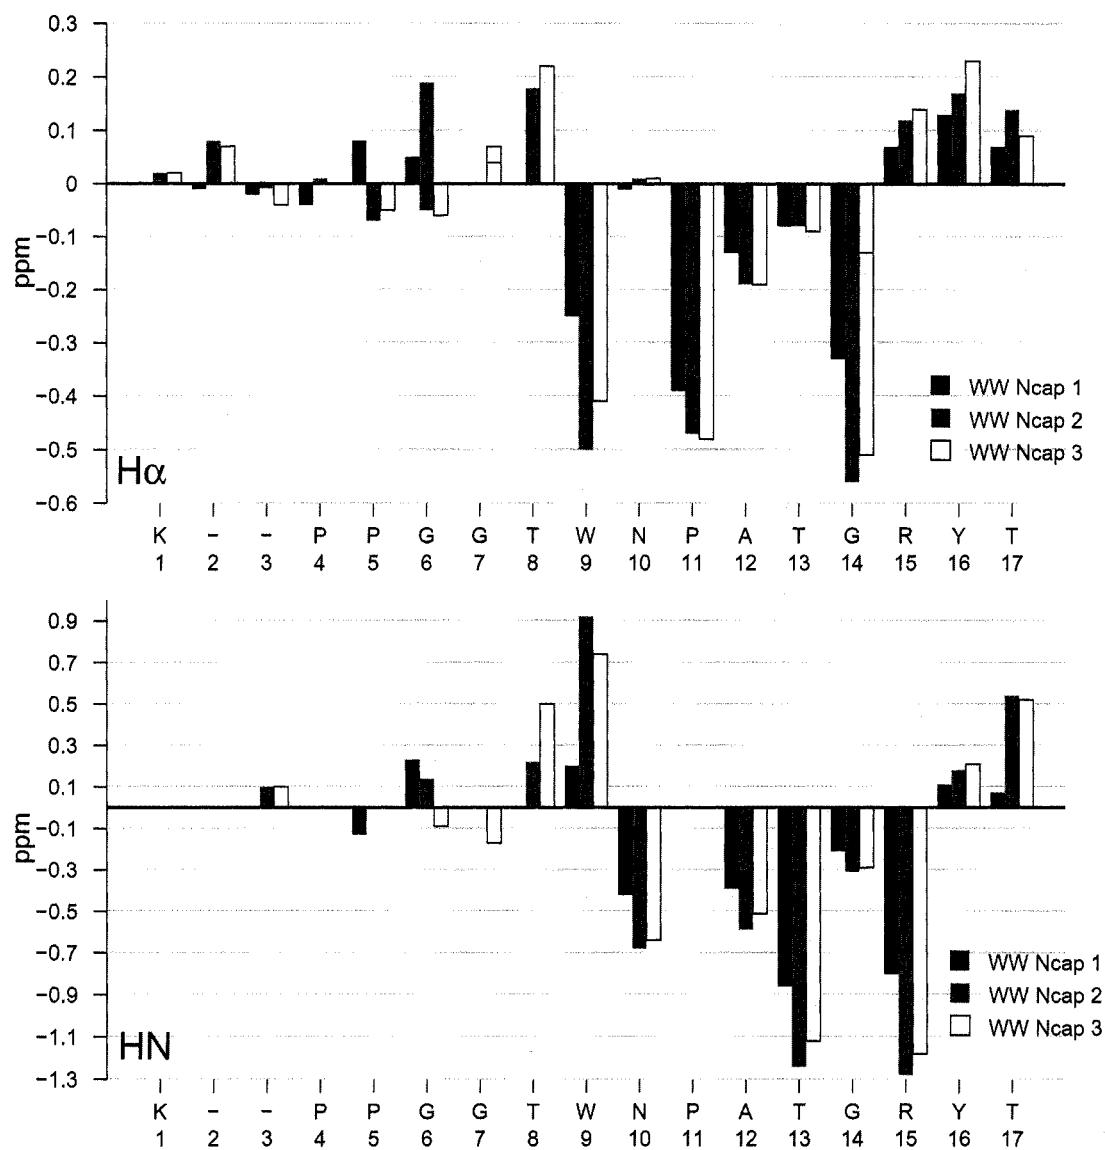 0.3
0.2
0.1
0
−0.1
−0.2
−0.3
−0.4
−0.5
−0.6
ppm
Hα
WW Ncap 1
WW Ncap 2
WW Ncap 3
K – – P P G G T W N P A T G R Y T
1 2 3 4 5 6 7 8 9 10 11 12 13 14 15 16 17
0.9
0.7
0.5
0.3
0.1
−0.1
−0.3
−0.5
−0.7
−0.9
−1.1
−1.3
ppm
HN
WW Ncap 1
WW Ncap 2
WW Ncap 3
K – – P P G G T W N P A T G R Y T
1 2 3 4 5 6 7 8 9 10 11 12 13 14 15 16 17